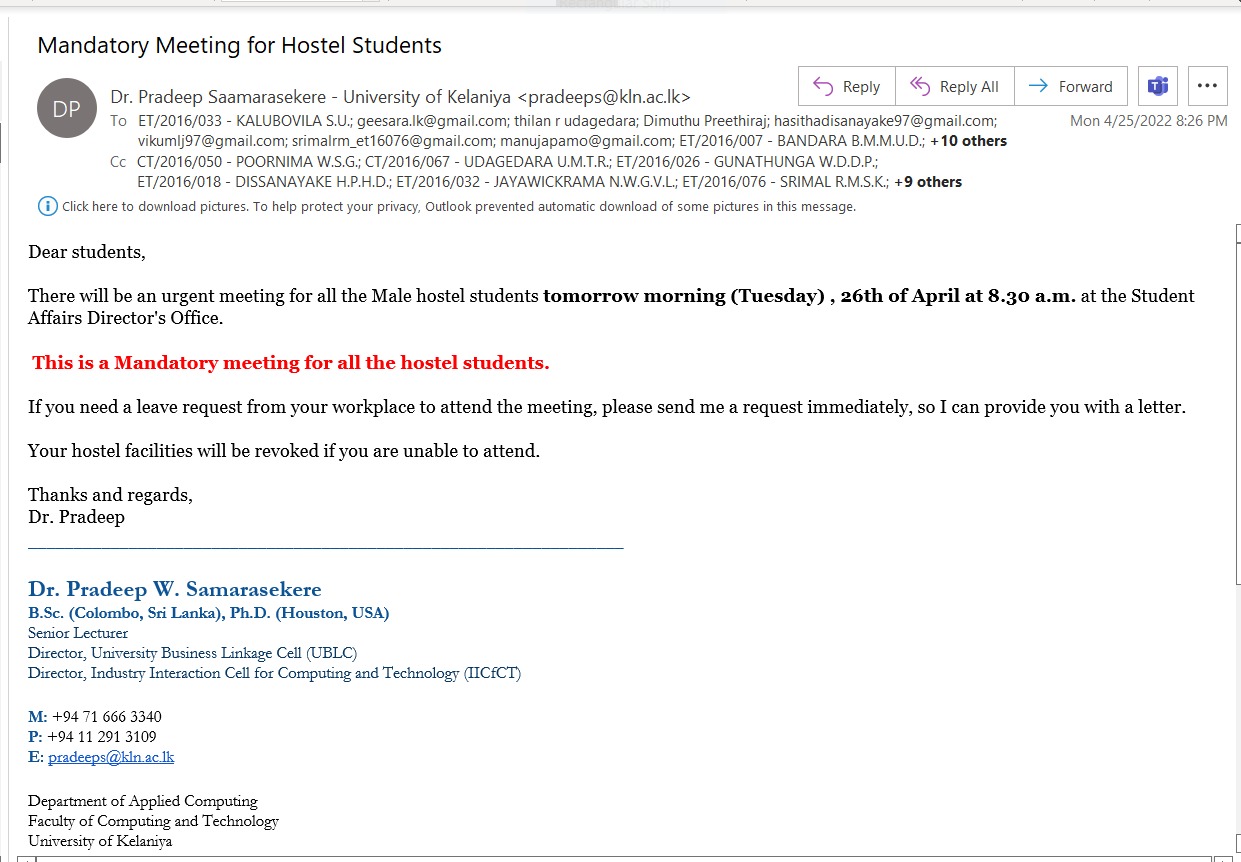 Mandatory Meeting for Hostel Students
DP
Dr. Pradeep Saamarasekere - University of Kelaniya <pradeeps@kln.ac.lk>
Reply
Reply All
Forward
To ET/2016/033 - KALUBOVILA S.U.; geesara.lk@gmail.com; thilan r udagedara; Dimuthu Preethiraj; hasithadisanayake97@gmail.com;
Mon 4/25/2022 8:26 PM
vikumlj97@gmail.com; srimalrm_et16076@gmail.com; manujapamo@gmail.com; ET/2016/007 - BANDARA B.M.M.U.D.; +10 others
Cc CT/2016/050 - POORNIMA W.S.G.; CT/2016/067 - UDAGEDARA U.M.T.R.; ET/2016/026 - GUNATHUNGA W.D.D.P.;
ET/2016/018 - DISSANAYAKE H.P.H.D.; ET/2016/032 - JAYAWICKRAMA N.W.G.V.L.; ET/2016/076 - SRIMAL R.M.S.K.; +9 others
Click here to download pictures. To help protect your privacy, Outlook prevented automatic download of some pictures in this message.
Dear students,
There will be an urgent meeting for all the Male hostel students tomorrow morning (Tuesday) , 26th of April at 8.30 a.m. at the Student
Affairs Director's Office.
This is a Mandatory meeting for all the hostel students.
If you need a leave request from your workplace to attend the meeting, please send me a request immediately, so I can provide you with a letter.
Your hostel facilities will be revoked if you are unable to attend.
Thanks and regards,
Dr. Pradeep
Dr. Pradeep W. Samarasekere
B.Sc. (Colombo, Sri Lanka), Ph.D. (Houston, USA)
Senior Lecturer
Director, University Business Linkage Cell (UBLC)
Director, Industry Interaction Cell for Computing and Technology (IICfCT)
M: +94 71 666 3340
P: +94 11 291 3109
E: pradeeps@kln.ac.lk
Department of Applied Computing
Faculty of Computing and Technology
University of Kelaniya